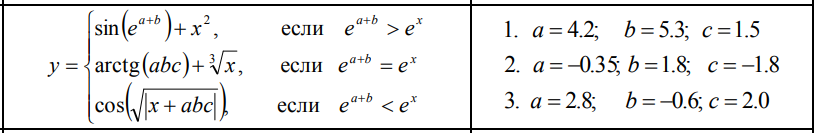 sin(e^{a+b}) + x^2, если e^{a+b} > e^x 1. a = 4.2; b = 5.3; c = 1.5
y = { arctg(abc) + ∛x, если e^{a+b} = e^x 2. a = −0.35; b = 1.8; c = −1.8
cos(√|x + abc|), если e^{a+b} < e^x 3. a = 2.8; b = −0.6; c = 2.0